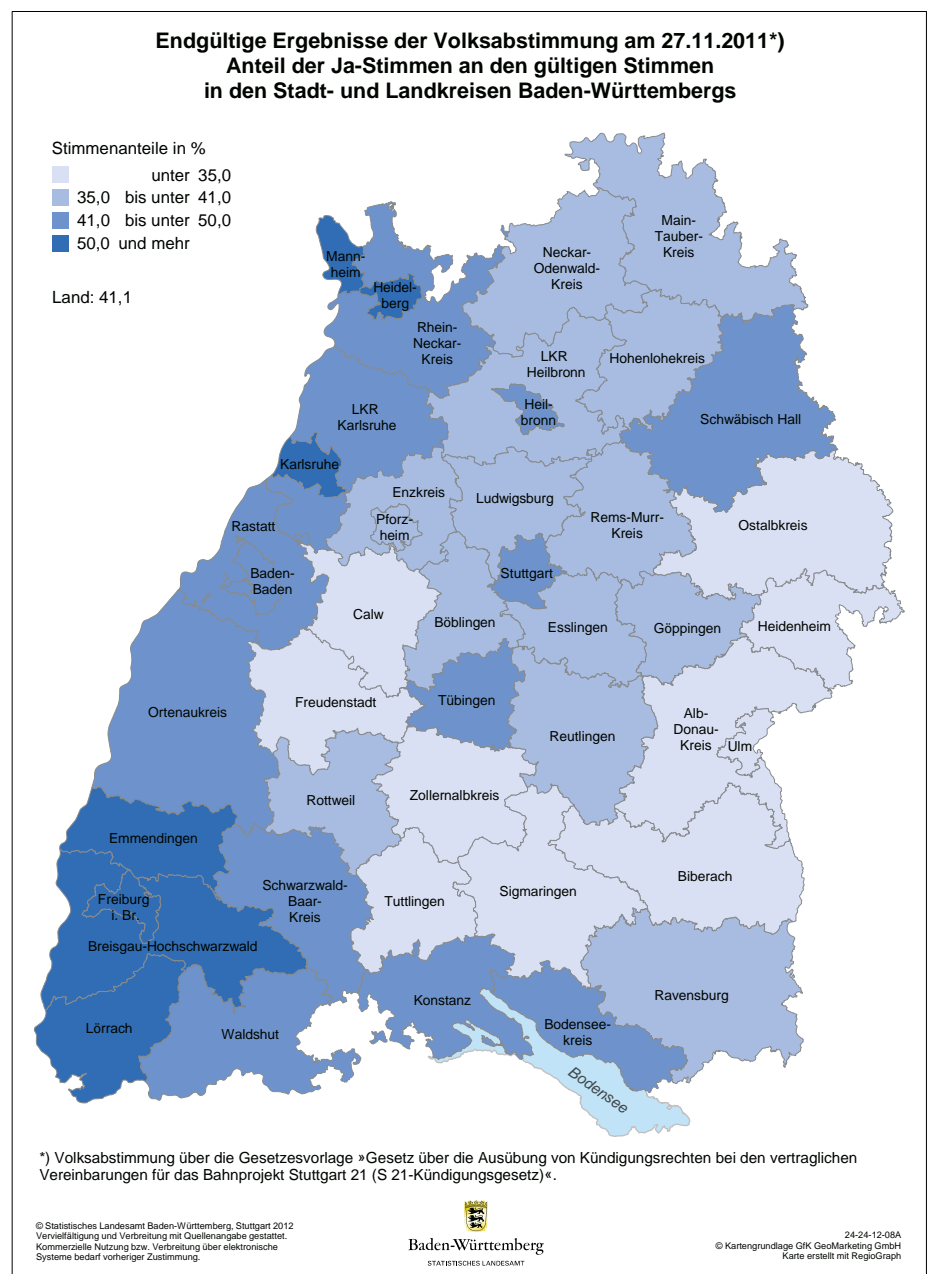 Endgültige Ergebnisse der Volksabstimmung am 27.11.2011*)
Anteil der Ja-Stimmen an den gültigen Stimmen
in den Stadt- und Landkreisen Baden-Württembergs
Stimmenanteile in %
unter 35,0
35,0 bis unter 41,0
41,0 bis unter 50,0
50,0 und mehr
Land: 41,1
Main-
Tauber-
Kreis
Neckar-
Odenwald-
Kreis
Mann-
heim
Heidel-
berg
Rhein-
Neckar-
Kreis
LKR
Heilbronn
Hohenlohekreis
Heil-
bronn
Schwäbisch Hall
LKR
Karlsruhe
Karlsruhe
Enzkreis
Ludwigsburg
Pforz-
heim
Rems-Murr-
Kreis
Ostalbkreis
Rastatt
Baden-
Baden
Stuttgart
Calw
Böblingen
Esslingen
Göppingen
Heidenheim
Freudenstadt
Tübingen
Ortenaukreis
Reutlingen
Alb-
Donau-
Kreis
Ulm
Rottweil
Zollernalbkreis
Emmendingen
Schwarzwald-
Baar-
Kreis
Tuttlingen
Sigmaringen
Biberach
Freiburg
i. Br.
Breisgau-Hochschwarzwald
Konstanz
Ravensburg
Lörrach
Waldshut
Bodensee-
kreis
Bodensee
*) Volksabstimmung über die Gesetzesvorlage »Gesetz über die Ausübung von Kündigungsrechten bei den vertraglichen
Vereinbarungen für das Bahnprojekt Stuttgart 21 (S 21-Kündigungsgesetz)«.
© Statistisches Landesamt Baden-Württemberg, Stuttgart 2012
Vervielfältigung und Verbreitung mit Quellenangabe gestattet.
Kommerzielle Nutzung bzw. Verbreitung über elektronische
Systeme bedarf vorheriger Zustimmung.
Baden-Württemberg
STATISTISCHES LANDESAMT
24-24-12-08A
© Kartengrundlage GfK GeoMarketing GmbH
Karte erstellt mit RegioGraph